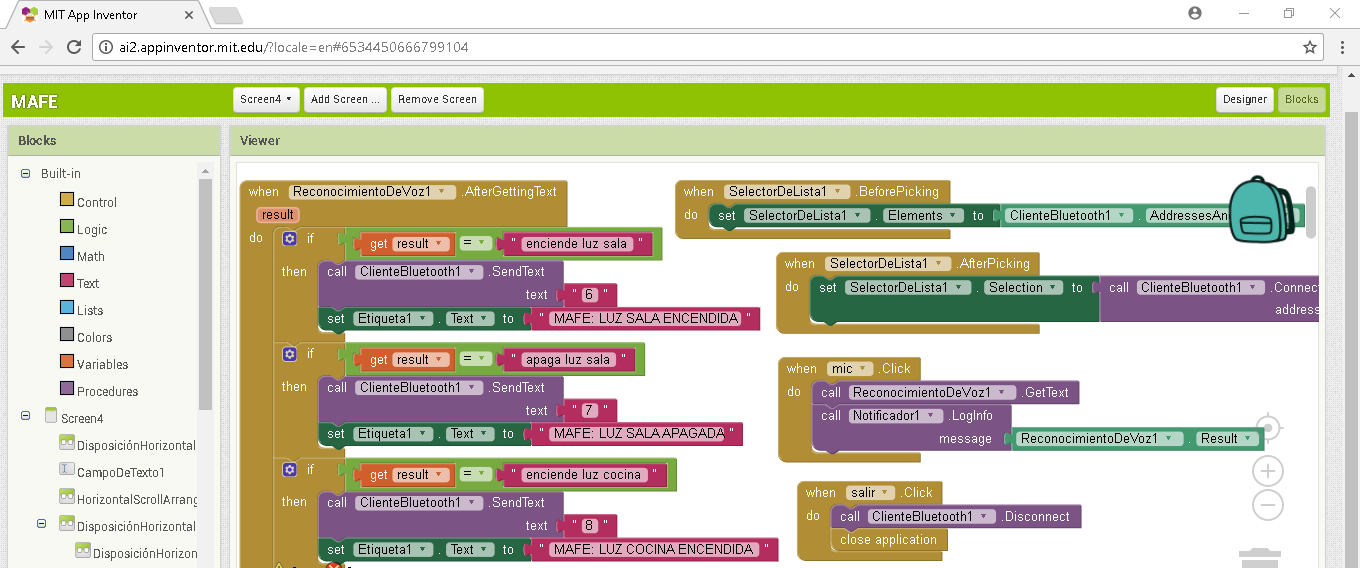 MIT App Inventor
ai2.appinventor.mit.edu/?locale=en#6534450666799104
MAFE
Screen4
Add Screen ...
Remove Screen
Designer
Blocks
Blocks
Built-in
Control
Logic
Math
Text
Lists
Colors
Variables
Procedures
Screen4
DisposiciónHorizontal
CampoDeTexto1
HorizontalScrollArrang
DisposiciónHorizontal
DisposiciónHorizon
Viewer
when ReconocimientoDeVoz1 .AfterGettingText
result
do if get result = " enciende luz sala "
then call ClienteBluetooth1 .SendText
text " 6 "
set Etiqueta1 . Text to " MAFE: LUZ SALA ENCENDIDA "
if get result = " apaga luz sala "
then call ClienteBluetooth1 .SendText
text " 7 "
set Etiqueta1 . Text to " MAFE: LUZ SALA APAGADA "
if get result = " enciende luz cocina "
then call ClienteBluetooth1 .SendText
text " 8 "
set Etiqueta1 . Text to " MAFE: LUZ COCINA ENCENDIDA "
when SelectorDeLista1 .BeforePicking
do set SelectorDeLista1 . Elements to ClienteBluetooth1 . AddressesAn
when SelectorDeLista1 .AfterPicking
do set SelectorDeLista1 . Selection to call ClienteBluetooth1 .Connect
address
when mic .Click
do call ReconocimientoDeVoz1 .GetText
call Notificador1 .LogInfo
message ReconocimientoDeVoz1 . Result
when salir .Click
do call ClienteBluetooth1 .Disconnect
close application